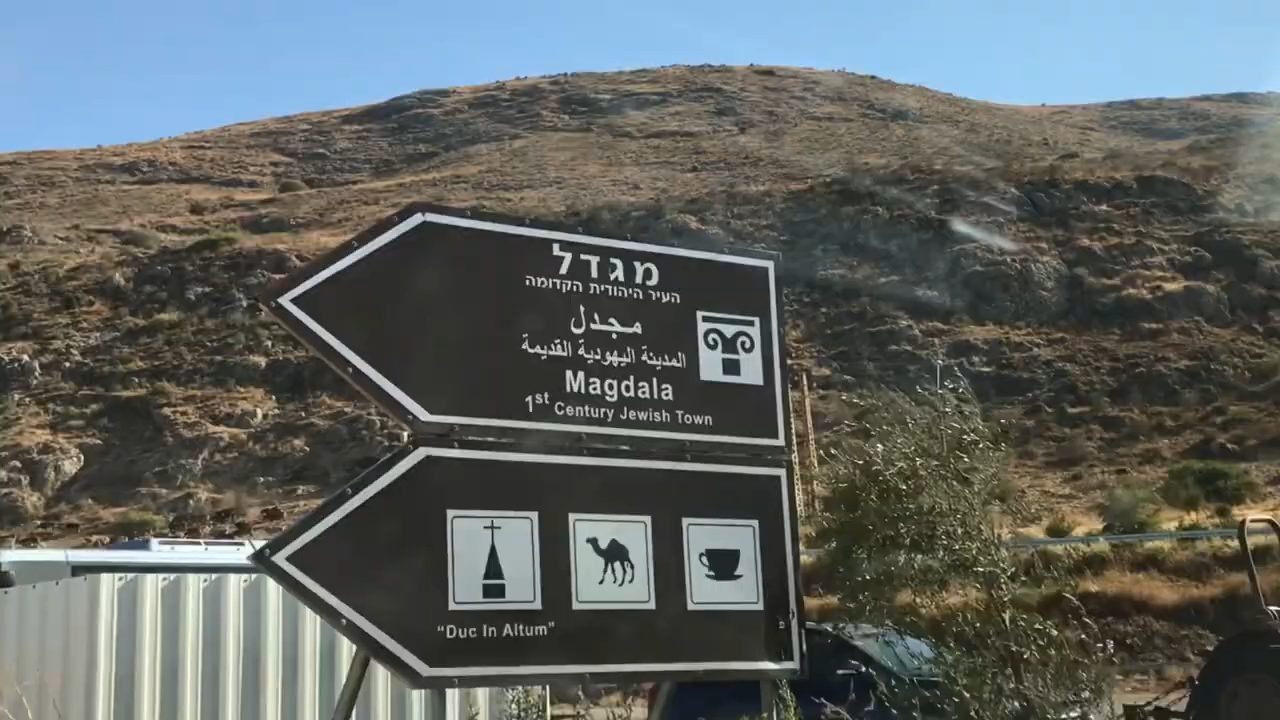 מגדל
העיר היהודית הקדומה
مجدل
المدينة اليهودية القديمة
Magdala
1st Century Jewish Town
"Duc In Altum"